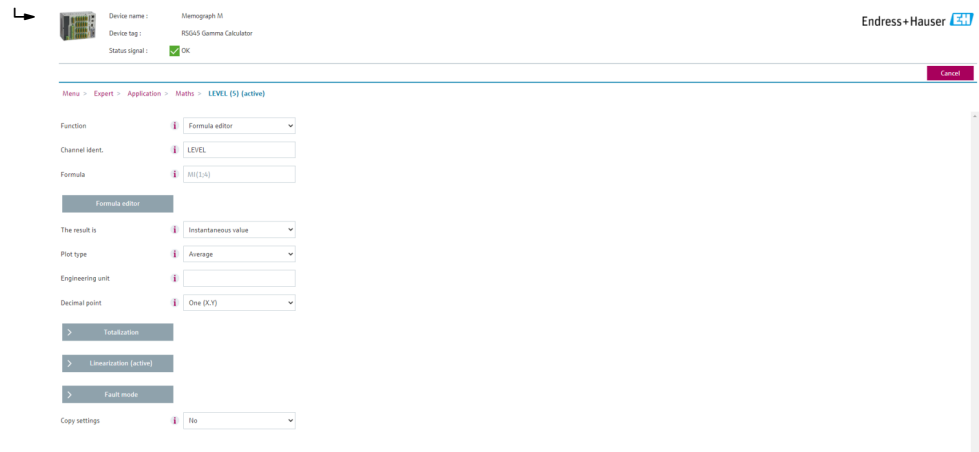 Device name : Memograph M
Endress+Hauser EH
Device tag : RSG45 Gamma Calculator
Status signal : OK
Cancel
Menu > Expert > Application > Maths > LEVEL (5) (active)
Function i Formula editor
Channel ident. i LEVEL
Formula i MI(1;4)
Formula editor
The result is i Instantaneous value
Plot type i Average
Engineering unit i
Decimal point i One (X.Y)
> Totalization
> Linearization (active)
> Fault mode
Copy settings i No